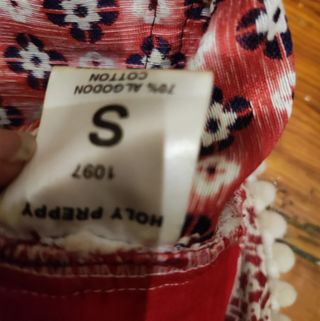 HOLY PREPPY
1097
S
70% ALGODON
COTTON